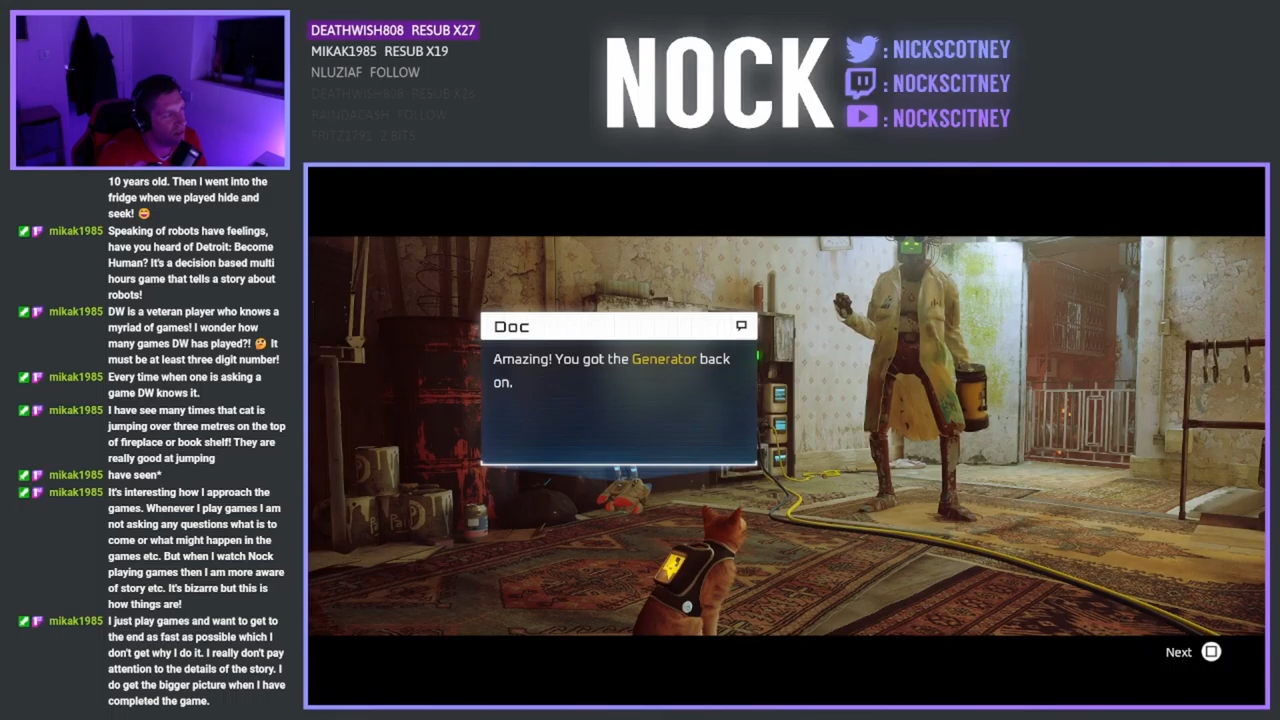 DEATHWISH808 RESUB X27
MIKAK1985 RESUB X19
NLUZIAF FOLLOW
DEATHWISH808 RESUB X26
RAINDACASH FOLLOW
FRITZ1791 2 BITS
NOCK
: NICKSCOTNEY
: NOCKSCITNEY
: NOCKSCITNEY
10 years old. Then I went into the
fridge when we played hide and
seek! 😄
mikak1985 Speaking of robots have feelings,
have you heard of Detroit: Become
Human? It's a decision based multi
hours game that tells a story about
robots!
mikak1985 DW is a veteran player who knows a
myriad of games! I wonder how
many games DW has played?! 🤔 It
must be at least three digit number!
mikak1985 Every time when one is asking a
game DW knows it.
mikak1985 I have see many times that cat is
jumping over three metres on the top
of fireplace or book shelf! They are
really good at jumping
mikak1985 have seen*
mikak1985 It's interesting how I approach the
games. Whenever I play games I am
not asking any questions what is to
come or what might happen in the
games etc. But when I watch Nock
playing games then I am more aware
of story etc. It's bizarre but this is
how things are!
mikak1985 I just play games and want to get to
the end as fast as possible which I
don't get why I do it. I really don't pay
attention to the details of the story. I
do get the bigger picture when I have
completed the game.
Doc
Amazing! You got the Generator back
on.
Next